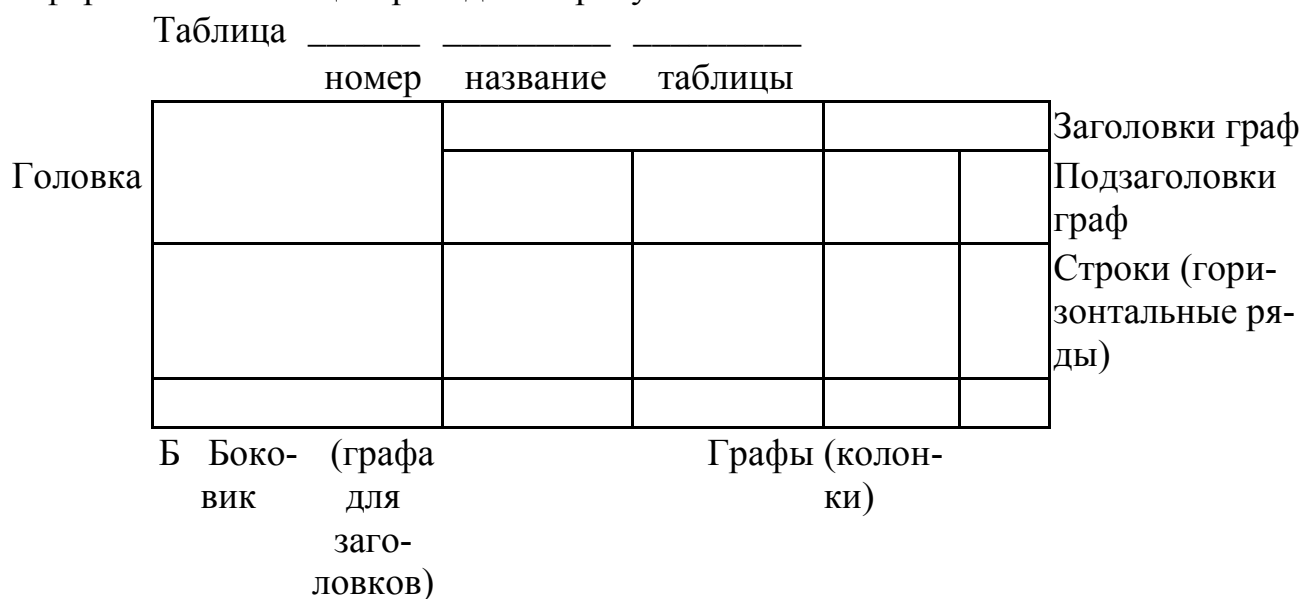 Таблица ______ _________ _________
номер название таблицы
Заголовки граф
Головка
Подзаголовки
граф
Строки (гори-
зонтальные ря-
ды)
Б Боко- (графа
вик для
заго-
ловков)
Графы (колон-
ки)